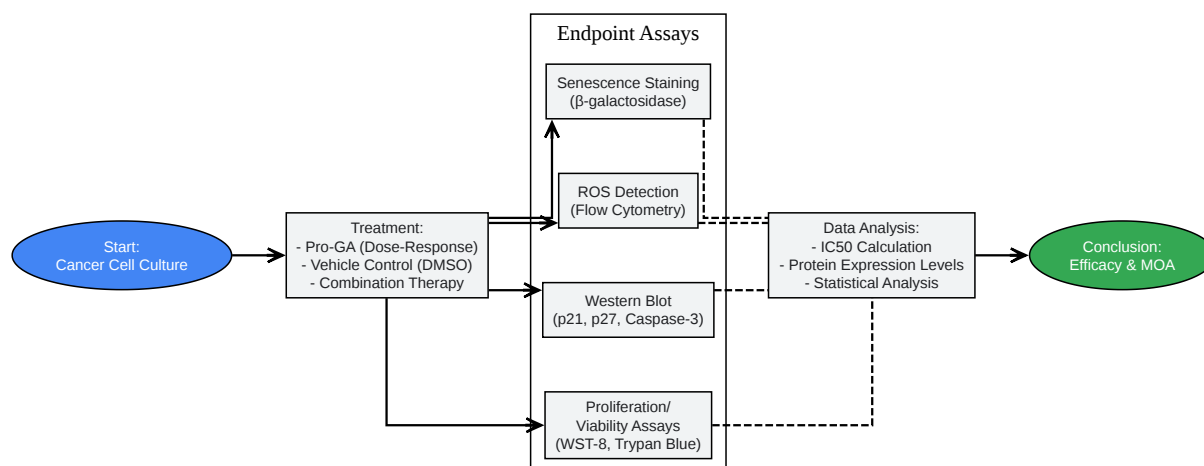 Endpoint Assays
Senescence Staining
(β-galactosidase)
ROS Detection
(Flow Cytometry)
Start:
Cancer Cell Culture
Treatment:
- Pro-GA (Dose-Response)
- Vehicle Control (DMSO)
- Combination Therapy
Data Analysis:
- IC50 Calculation
- Protein Expression Levels
- Statistical Analysis
Conclusion:
Efficacy & MOA
Western Blot
(p21, p27, Caspase-3)
Proliferation/
Viability Assays
(WST-8, Trypan Blue)